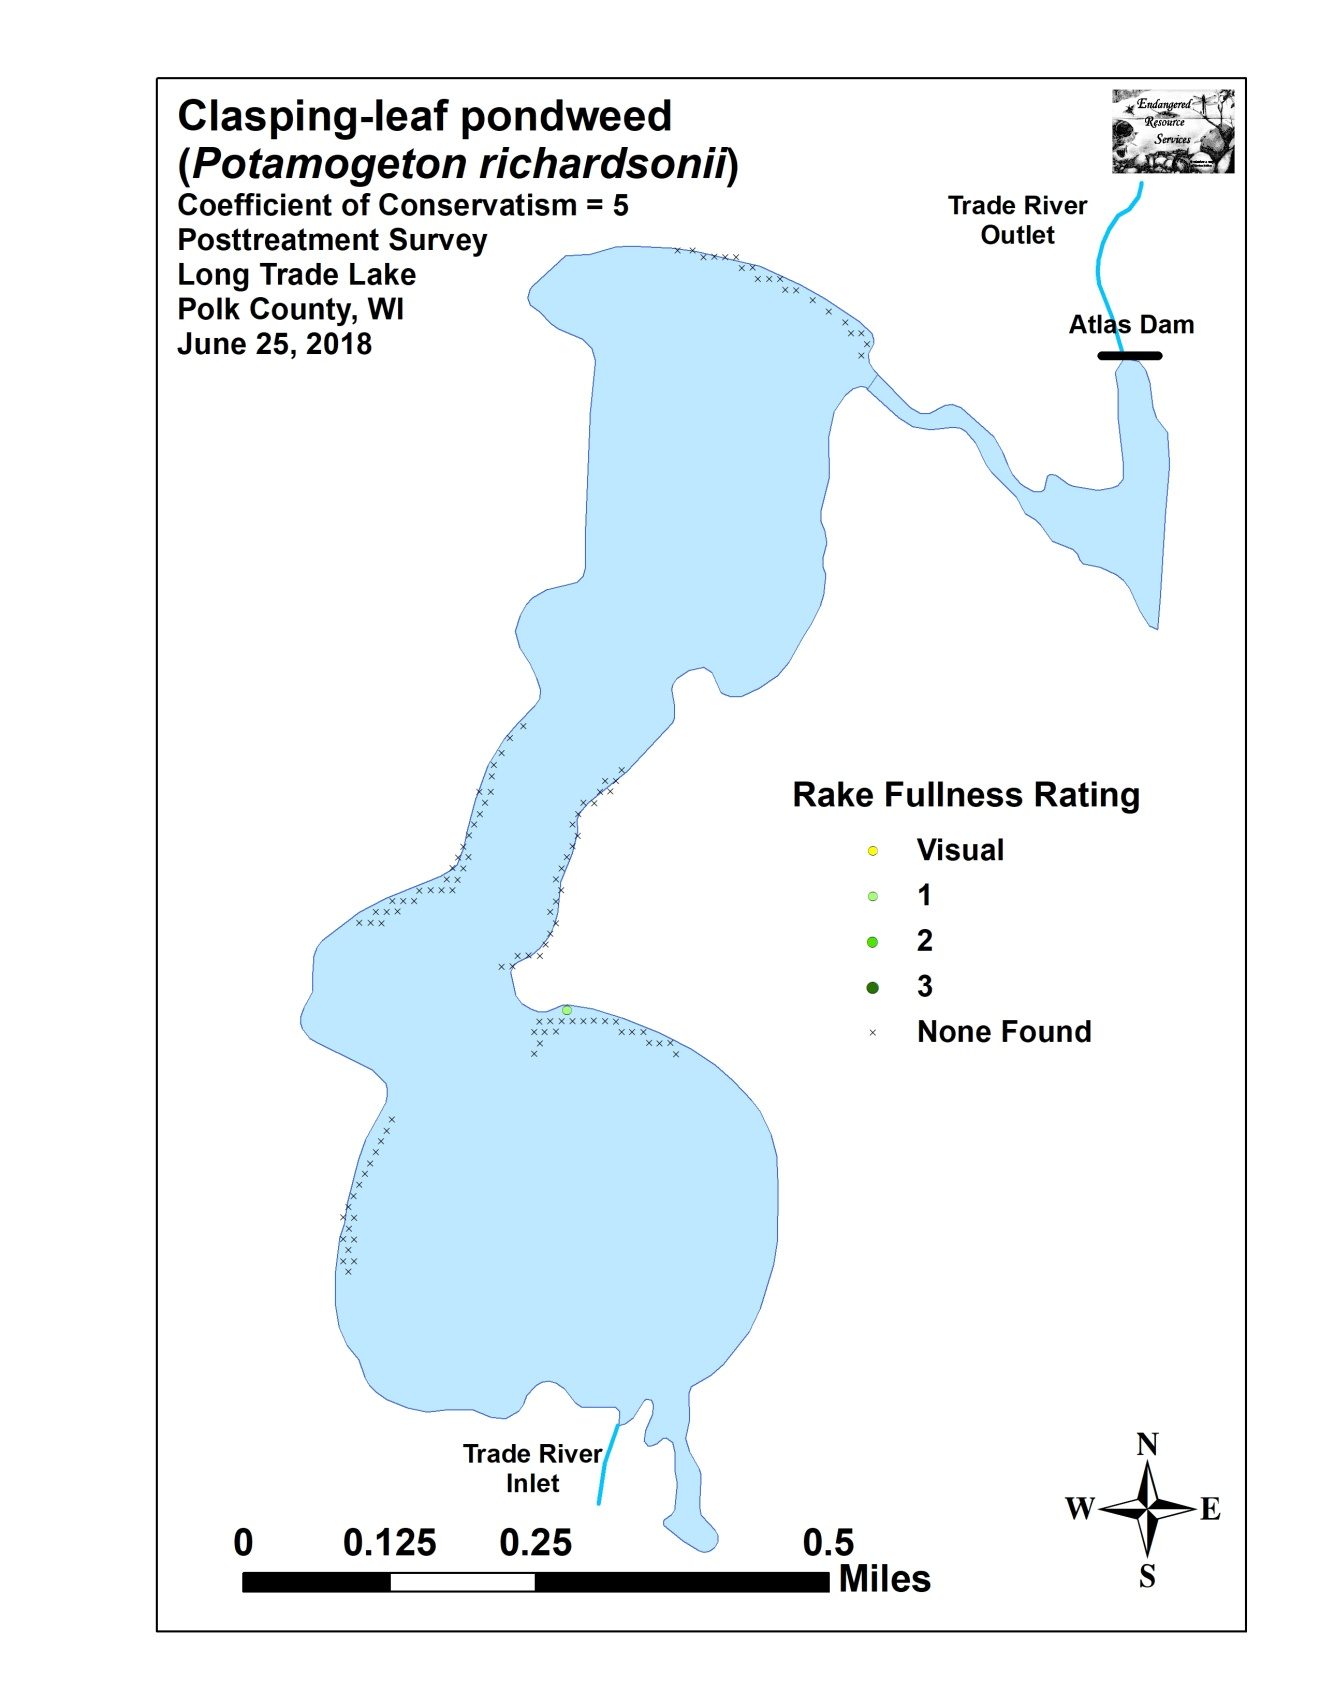 Clasping-leaf pondweed
(Potamogeton richardsonii)
Coefficient of Conservatism = 5
Posttreatment Survey
Long Trade Lake
Polk County, WI
June 25, 2018
Endangered
Resource
Services
Trade River
Outlet
Atlas Dam
Rake Fullness Rating
Visual
1
2
3
None Found
Trade River
Inlet
N
W E
S
0 0.125 0.25 0.5
Miles